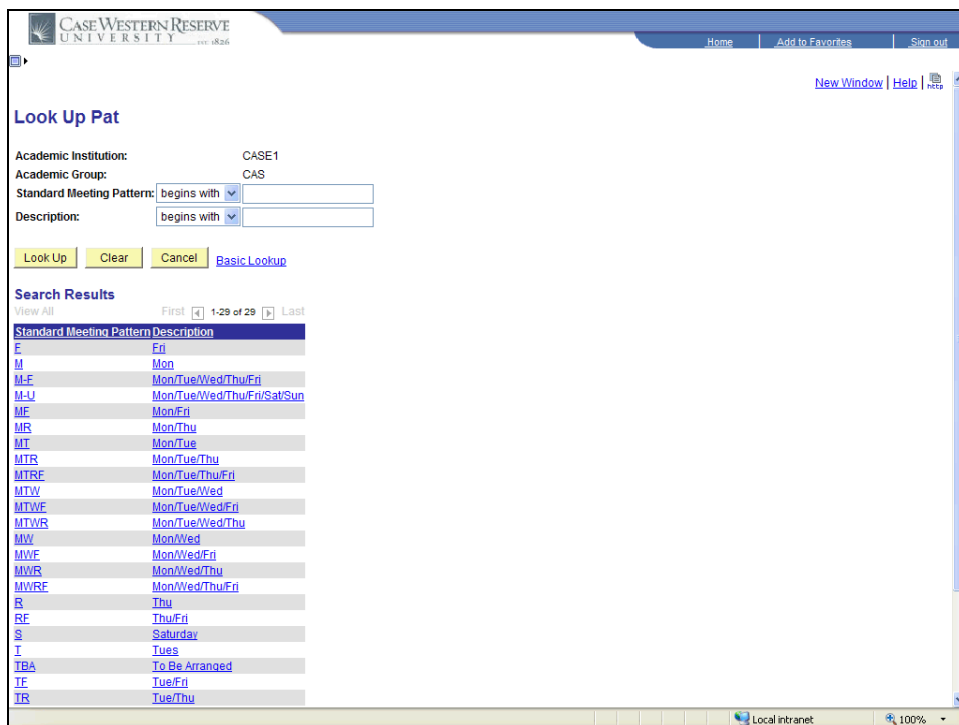 CASE WESTERN RESERVE
UNIVERSITY EST. 1826
Home Add to Favorites Sign out
New Window | Help | http
Look Up Pat
Academic Institution: CASE1
Academic Group: CAS
Standard Meeting Pattern: begins with
Description: begins with
Look Up Clear Cancel Basic Lookup
Search Results
View All First 1-29 of 29 Last
Standard Meeting Pattern Description
F Fri
M Mon
M-F Mon/Tue/Wed/Thu/Fri
M-U Mon/Tue/Wed/Thu/Fri/Sat/Sun
MF Mon/Fri
MR Mon/Thu
MT Mon/Tue
MTR Mon/Tue/Thu
MTRF Mon/Tue/Thu/Fri
MTW Mon/Tue/Wed
MTWF Mon/Tue/Wed/Fri
MTWR Mon/Tue/Wed/Thu
MW Mon/Wed
MWF Mon/Wed/Fri
MWR Mon/Wed/Thu
MWRF Mon/Wed/Thu/Fri
R Thu
RF Thu/Fri
S Saturday
T Tues
TBA To Be Arranged
TF Tue/Fri
TR Tue/Thu
Local intranet 100%